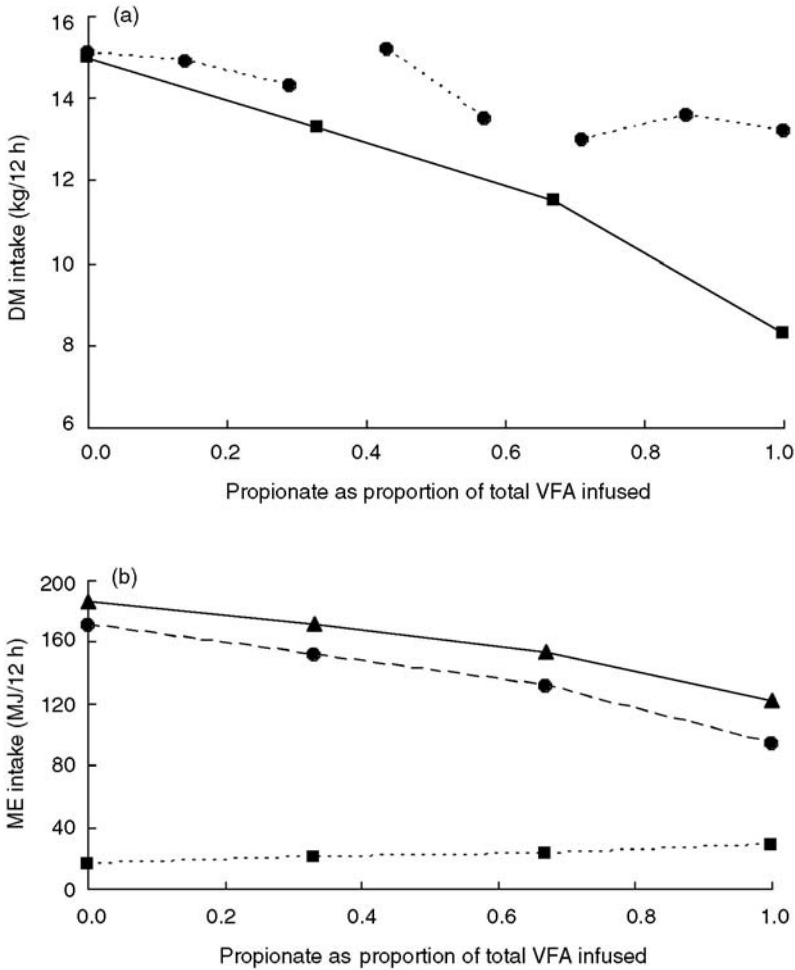 (a)
16
14
12
10
8
6
DM intake (kg/12 h)
0.0 0.2 0.4 0.6 0.8 1.0
Propionate as proportion of total VFA infused
(b)
200
160
120
80
40
0
ME intake (MJ/12 h)
0.0 0.2 0.4 0.6 0.8 1.0
Propionate as proportion of total VFA infused